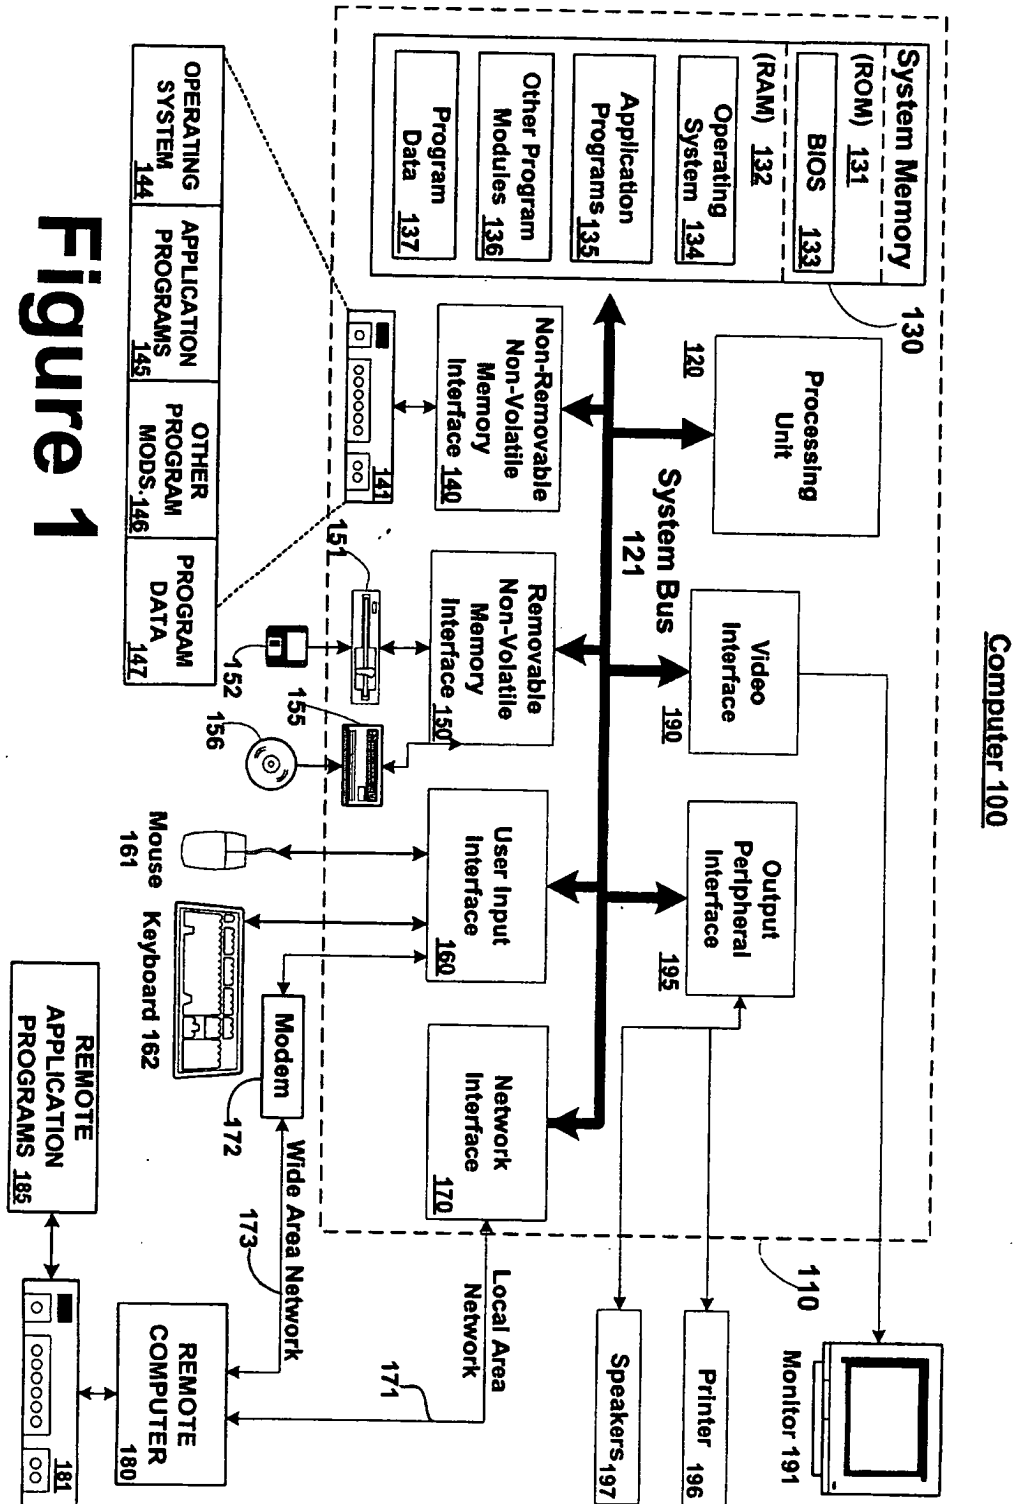 Computer 100
System Memory
(ROM) 131
BIOS
133
(RAM) 132
Operating
System 134
Application
Programs 135
Other Program
Modules 136
Program
Data 137
130
Processing
Unit
120
System Bus
121
Video
Interface
190
Output
Peripheral
Interface
195
Monitor 191
110
Printer 196
Speakers 197
Non-Removable
Non-Volatile
Memory
Interface 140
Removable
Non-Volatile
Memory
Interface 150
User Input
Interface
160
Network
Interface
170
Local Area
Network
171
141
151
152
155
156
Mouse
161
Keyboard 162
Modem
172
Wide Area Network
173
REMOTE
COMPUTER
180
181
REMOTE
APPLICATION
PROGRAMS 185
OPERATING
SYSTEM
144
APPLICATION
PROGRAMS
145
OTHER
PROGRAM
MODS. 146
PROGRAM
DATA
147
Figure 1